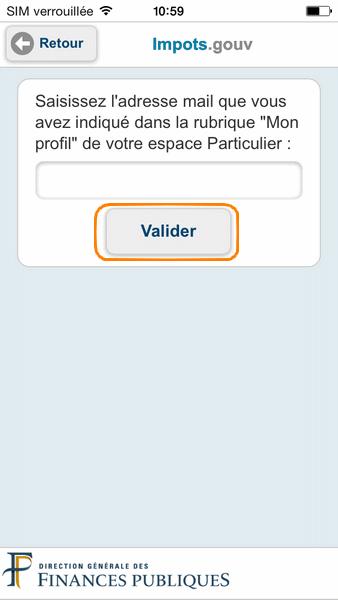 SIM verrouillée 10:59
Retour
Impots.gouv
Saisissez l'adresse mail que vous
avez indiqué dans la rubrique "Mon
profil" de votre espace Particulier :
Valider
DIRECTION GÉNÉRALE DES
FINANCES PUBLIQUES